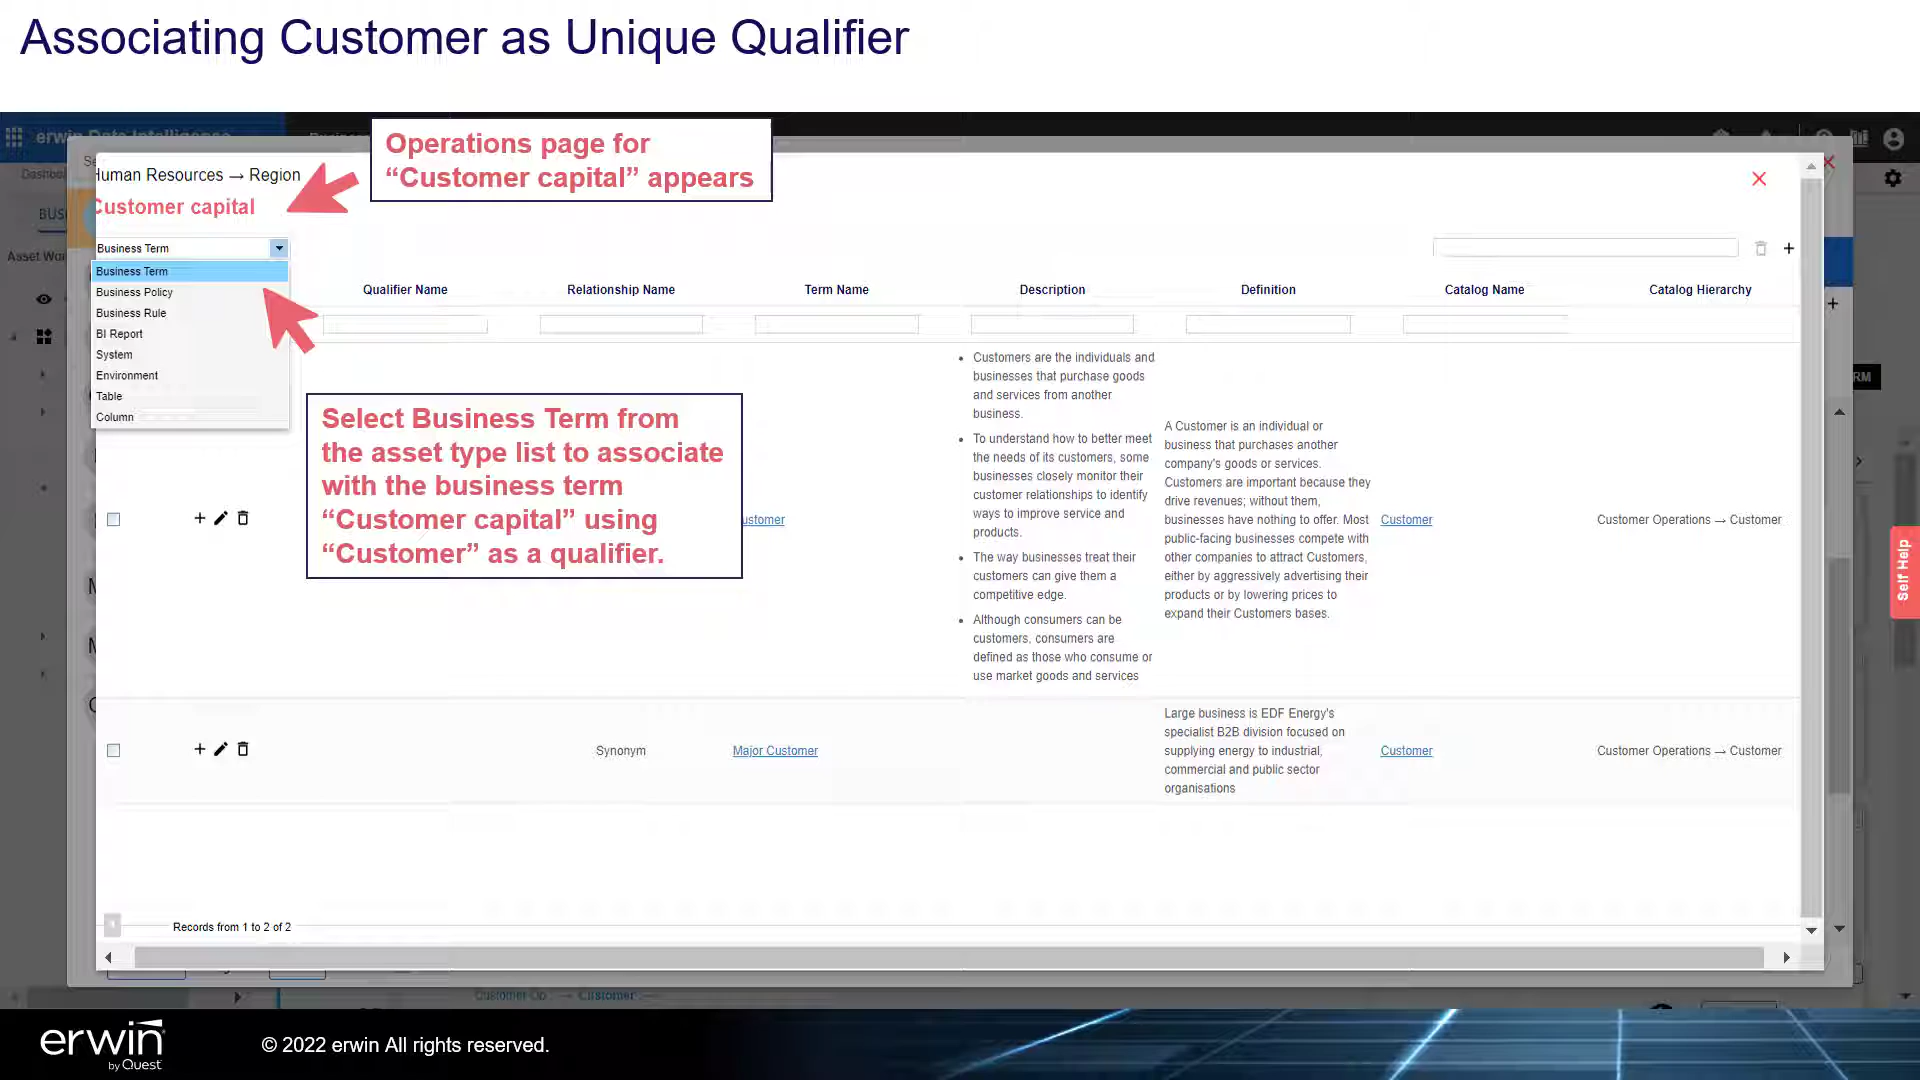 Associating Customer as Unique Qualifier
Operations page for
“Customer capital” appears
Human Resources → Region
Customer capital
Asset Wor
Business Term
Business Term
Business Policy
Business Rule
BI Report
System
Environment
Table
Column
Qualifier Name
Relationship Name
Term Name
Description
Definition
Catalog Name
Catalog Hierarchy
Select Business Term from
the asset type list to associate
with the business term
“Customer capital” using
“Customer” as a qualifier.
ustomer
• Customers are the individuals and
businesses that purchase goods
and services from another
business.
• To understand how to better meet
the needs of its customers, some
businesses closely monitor their
customer relationships to identify
ways to improve service and
products.
• The way businesses treat their
customers can give them a
competitive edge.
• Although consumers can be
customers, consumers are
defined as those who consume or
use market goods and services
A Customer is an individual or
business that purchases another
company's goods or services.
Customers are important because they
drive revenues; without them,
businesses have nothing to offer. Most
public-facing businesses compete with
other companies to attract Customers,
either by aggressively advertising their
products or by lowering prices to
expand their Customers bases.
Customer
Customer Operations → Customer
Synonym
Major Customer
Large business is EDF Energy's
specialist B2B division focused on
supplying energy to industrial,
commercial and public sector
organisations
Customer
Customer Operations → Customer
Self Help
RM
Records from 1 to 2 of 2
Customer Op → Customer
erwin
by Quest
© 2022 erwin All rights reserved.